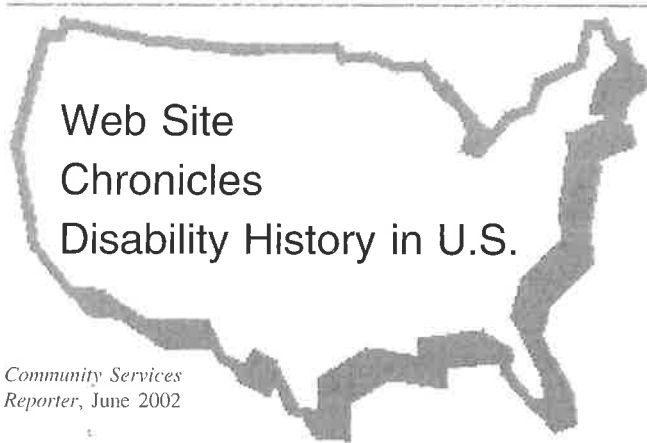 Web Site
Chronicles
Disability History in U.S.
Community Services
Reporter, June 2002